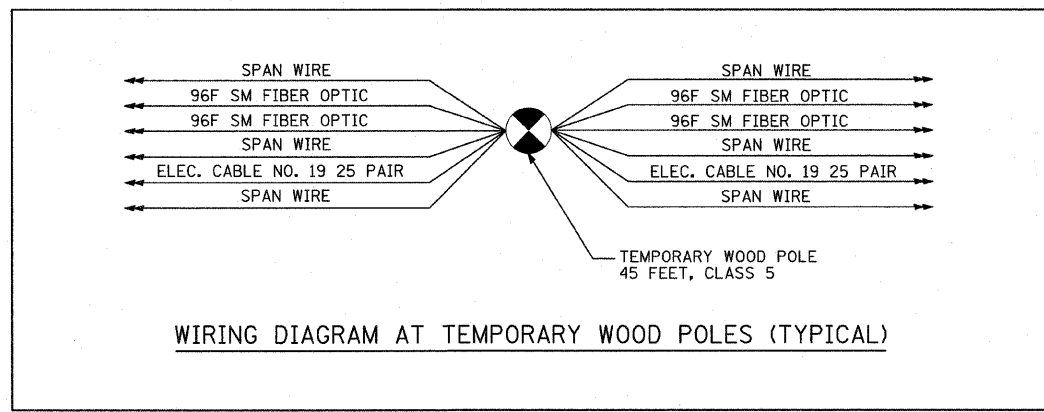 SPAN WIRE
96F SM FIBER OPTIC
96F SM FIBER OPTIC
SPAN WIRE
ELEC. CABLE NO. 19 25 PAIR
SPAN WIRE
SPAN WIRE
96F SM FIBER OPTIC
96F SM FIBER OPTIC
SPAN WIRE
ELEC. CABLE NO. 19 25 PAIR
SPAN WIRE
TEMPORARY WOOD POLE
45 FEET, CLASS 5
WIRING DIAGRAM AT TEMPORARY WOOD POLES (TYPICAL)